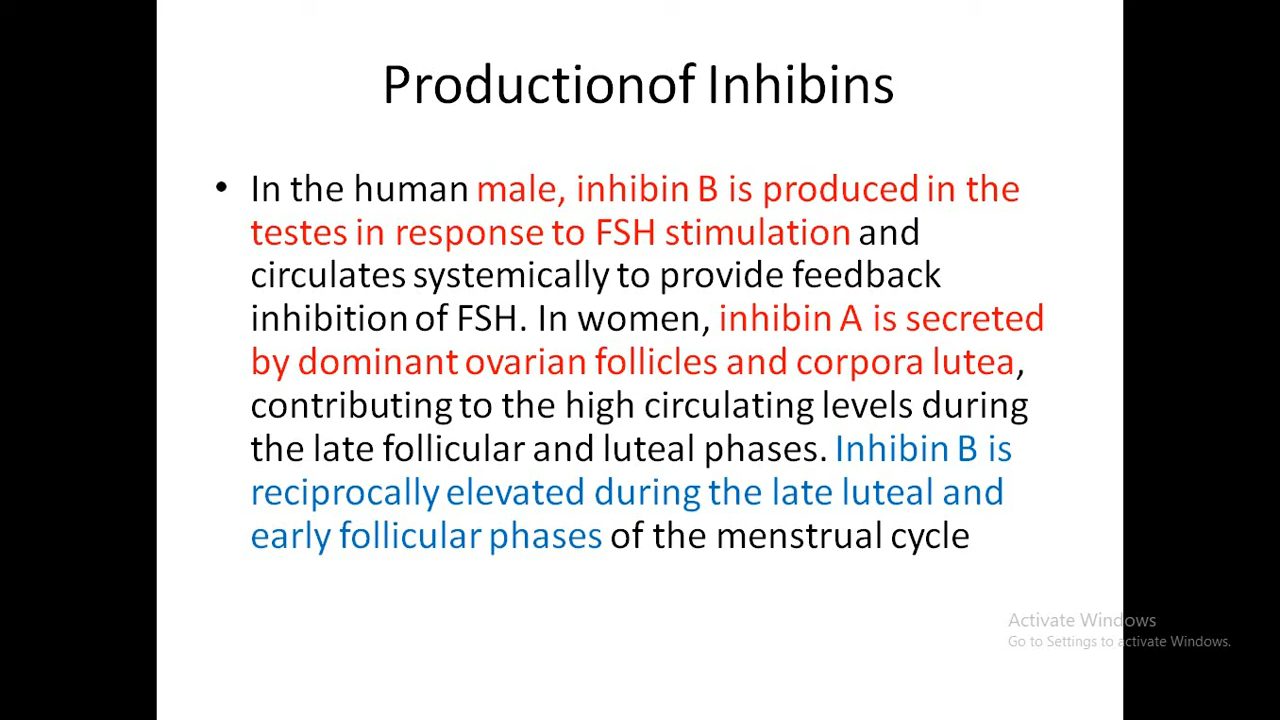 Productionof Inhibins
• In the human male, inhibin B is produced in the
testes in response to FSH stimulation and
circulates systemically to provide feedback
inhibition of FSH. In women, inhibin A is secreted
by dominant ovarian follicles and corpora lutea,
contributing to the high circulating levels during
the late follicular and luteal phases. Inhibin B is
reciprocally elevated during the late luteal and
early follicular phases of the menstrual cycle
Activate Windows
Go to Settings to activate Windows.